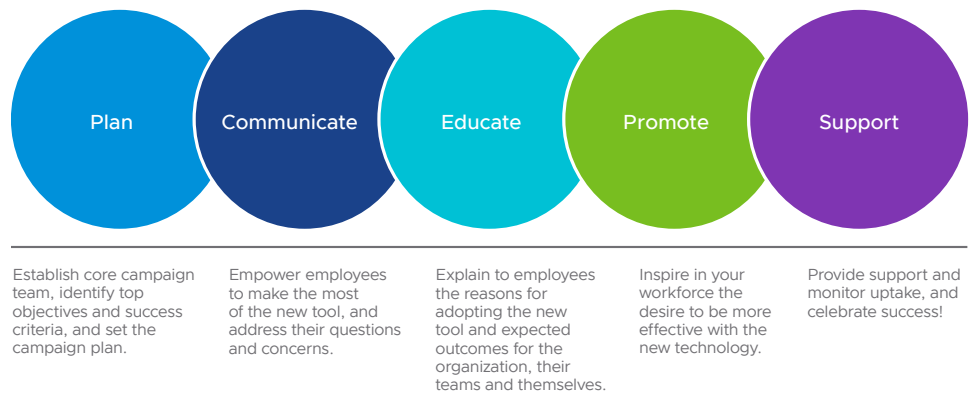 Plan
Communicate
Educate
Promote
Support
Establish core campaign
team, identify top
objectives and success
criteria, and set the
campaign plan.
Empower employees
to make the most
of the new tool, and
address their questions
and concerns.
Explain to employees
the reasons for
adopting the new
tool and expected
outcomes for the
organization, their
teams and themselves.
Inspire in your
workforce the
desire to be more
effective with the
new technology.
Provide support and
monitor uptake, and
celebrate success!